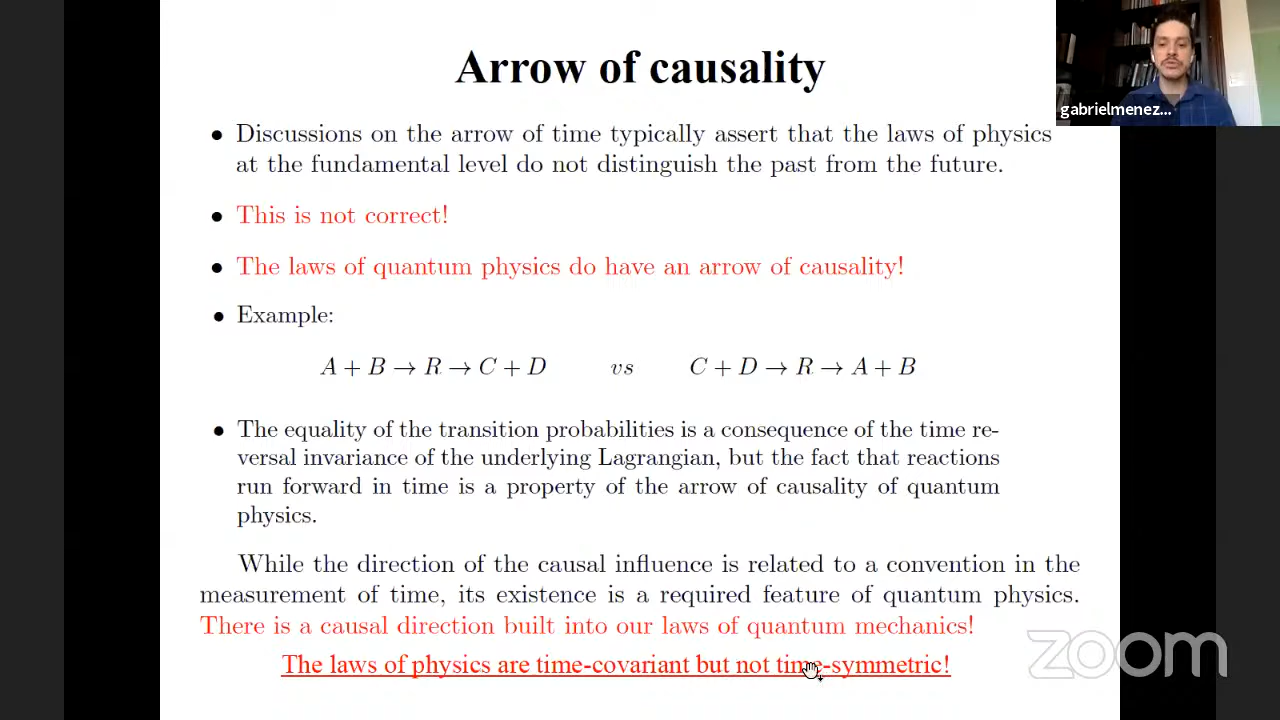 Arrow of causality
gabrielmenez...
• Discussions on the arrow of time typically assert that the laws of physics
at the fundamental level do not distinguish the past from the future.
• This is not correct!
• The laws of quantum physics do have an arrow of causality!
• Example:
A + B → R → C + D vs C + D → R → A + B
• The equality of the transition probabilities is a consequence of the time re-
versal invariance of the underlying Lagrangian, but the fact that reactions
run forward in time is a property of the arrow of causality of quantum
physics.
While the direction of the causal influence is related to a convention in the
measurement of time, its existence is a required feature of quantum physics.
There is a causal direction built into our laws of quantum mechanics!
The laws of physics are time-covariant but not time-symmetric!
zoom